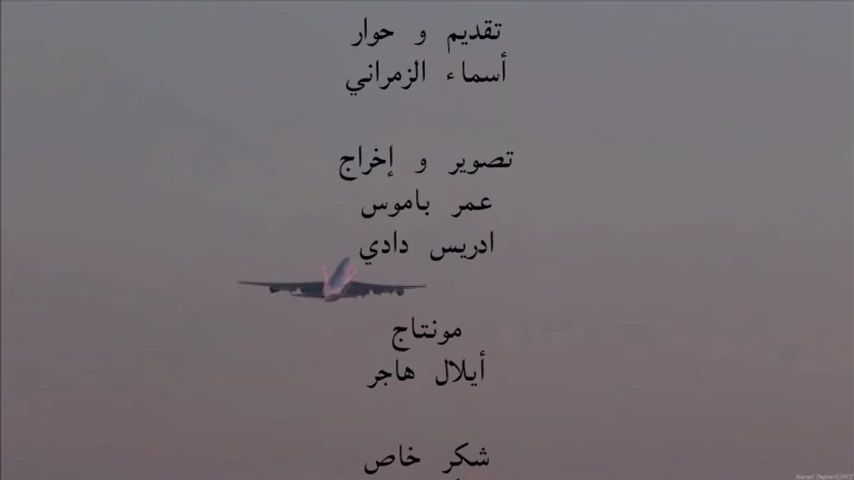 تقديم و حوار
أسماء الزمراني
تصوير و إخراج
عمر باموس
ادريس دادي
مونتاج
أيلال هاجر
شكر خاص